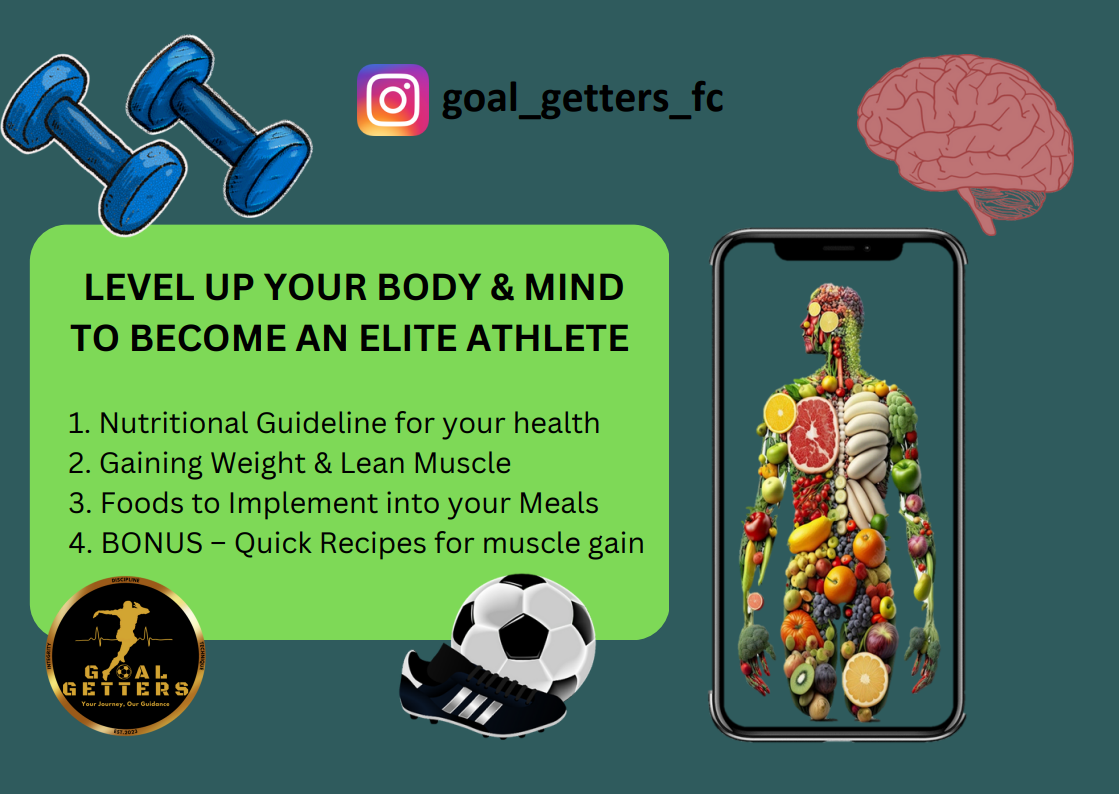 goal_getters_fc
LEVEL UP YOUR BODY & MIND
TO BECOME AN ELITE ATHLETE
1. Nutritional Guideline for your health
2. Gaining Weight & Lean Muscle
3. Foods to Implement into your Meals
4. BONUS – Quick Recipes for muscle gain
DISCIPLINE
INTEGRITY
TECHNIQUE
GOAL
GETTERS
Your Journey, Our Guidance
EST.2022